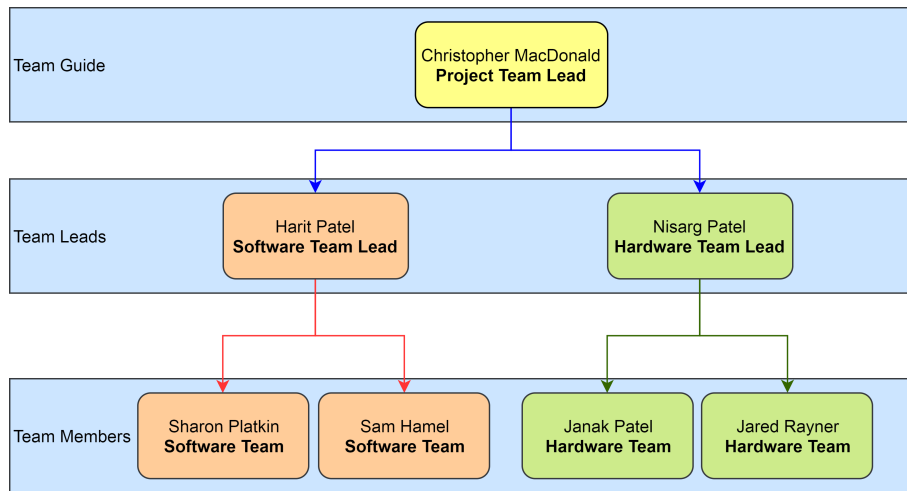 Team Guide
Christopher MacDonald
Project Team Lead
Team Leads
Harit Patel
Software Team Lead
Nisarg Patel
Hardware Team Lead
Team Members
Sharon Platkin
Software Team
Sam Hamel
Software Team
Janak Patel
Hardware Team
Jared Rayner
Hardware Team